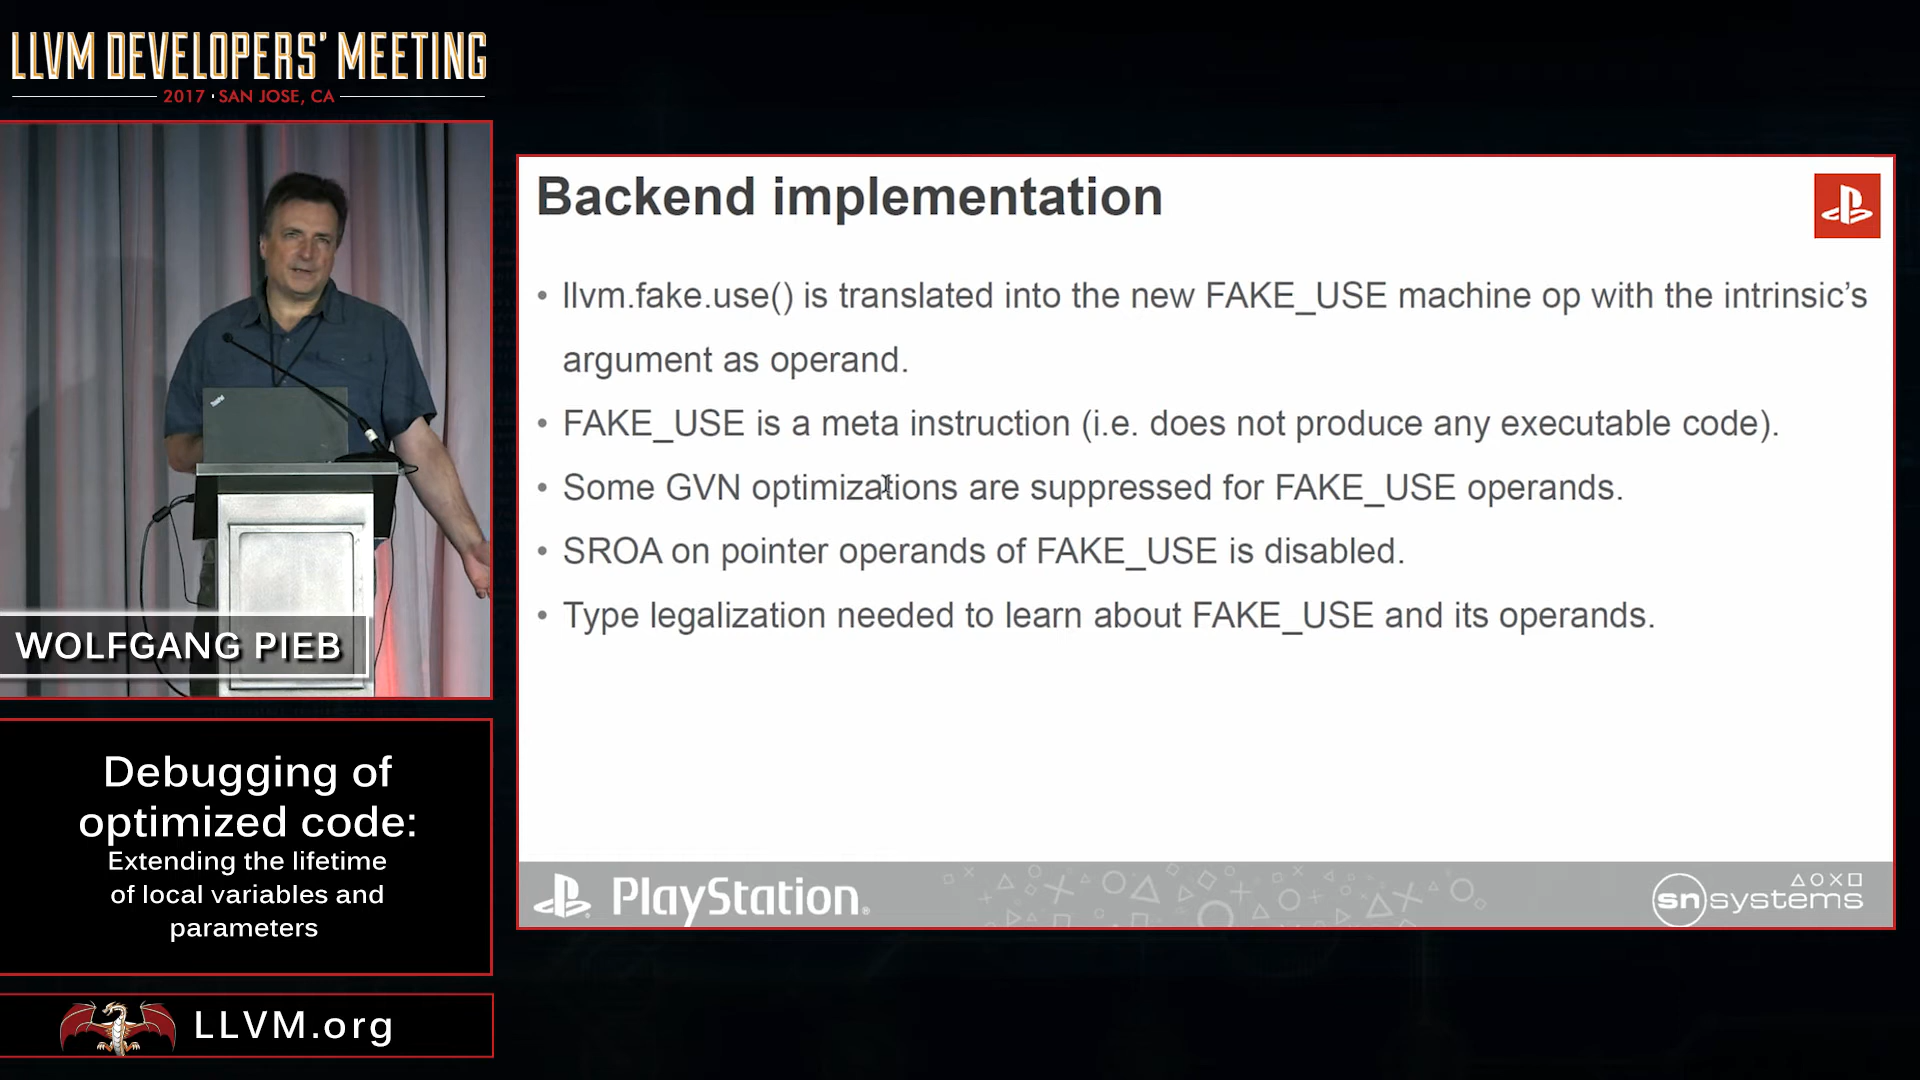 LLVM DEVELOPERS' MEETING
2017 · SAN JOSE, CA
ThinkPad
WOLFGANG PIEB
Debugging of
optimized code:
Extending the lifetime
of local variables and
parameters
LLVM.org
Backend implementation
• llvm.fake.use() is translated into the new FAKE_USE machine op with the intrinsic's
argument as operand.
• FAKE_USE is a meta instruction (i.e. does not produce any executable code).
• Some GVN optimizations are suppressed for FAKE_USE operands.
• SROA on pointer operands of FAKE_USE is disabled.
• Type legalization needed to learn about FAKE_USE and its operands.
PlayStation®
sn systems